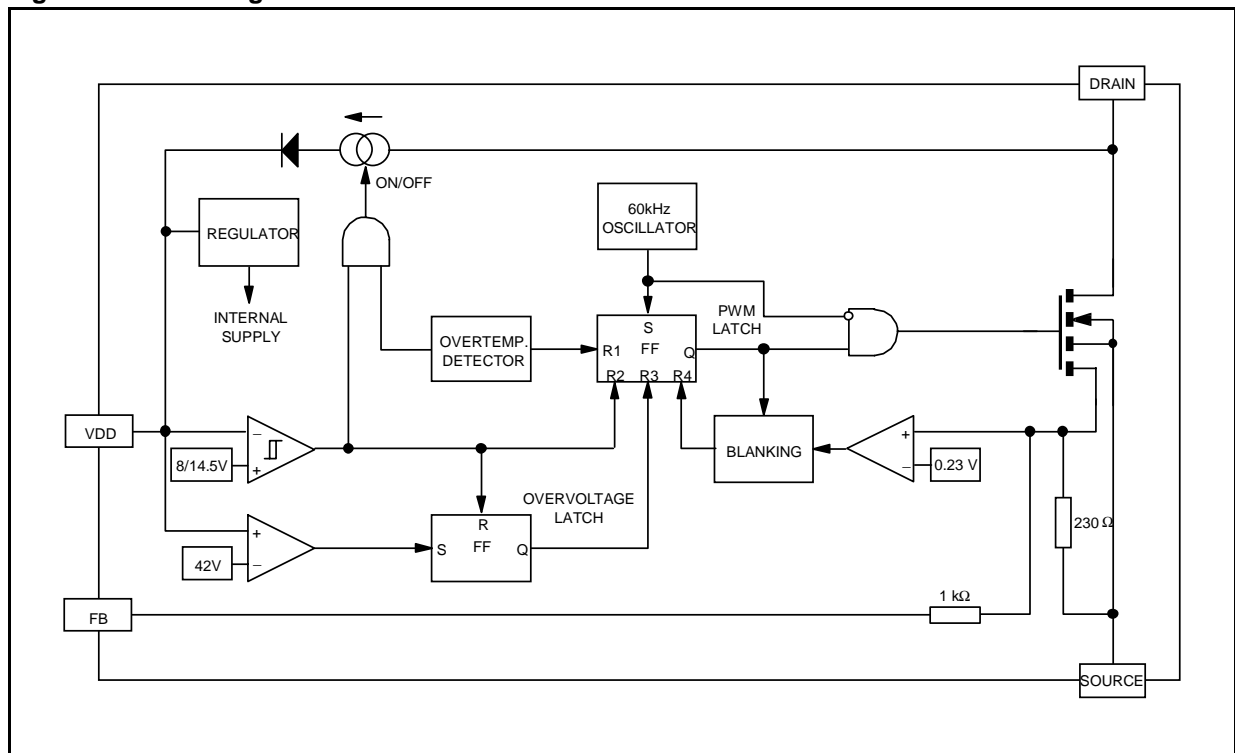 DRAIN
ON/OFF
60kHz
OSCILLATOR
REGULATOR
INTERNAL
SUPPLY
OVERTEMP.
DETECTOR
PWM
LATCH
S
FF
R1
Q
R2 R3 R4
VDD
−
8/14.5V
+
BLANKING
+
−
0.23 V
OVERVOLTAGE
LATCH
230 Ω
R
S
FF
Q
+
42V
−
1 kΩ
FB
SOURCE